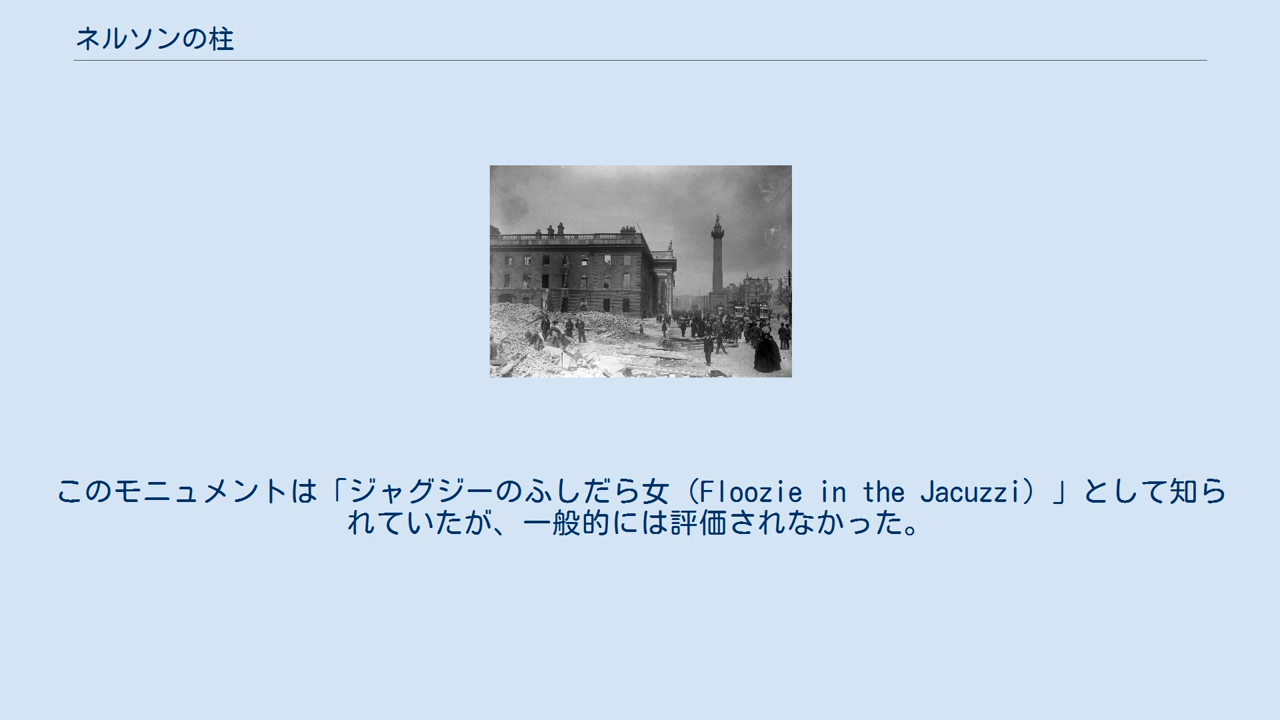 ネルソンの柱
このモニュメントは「ジャグジーのふしだら女（Floozie in the Jacuzzi）」として知ら
れていたが、一般的には評価されなかった。